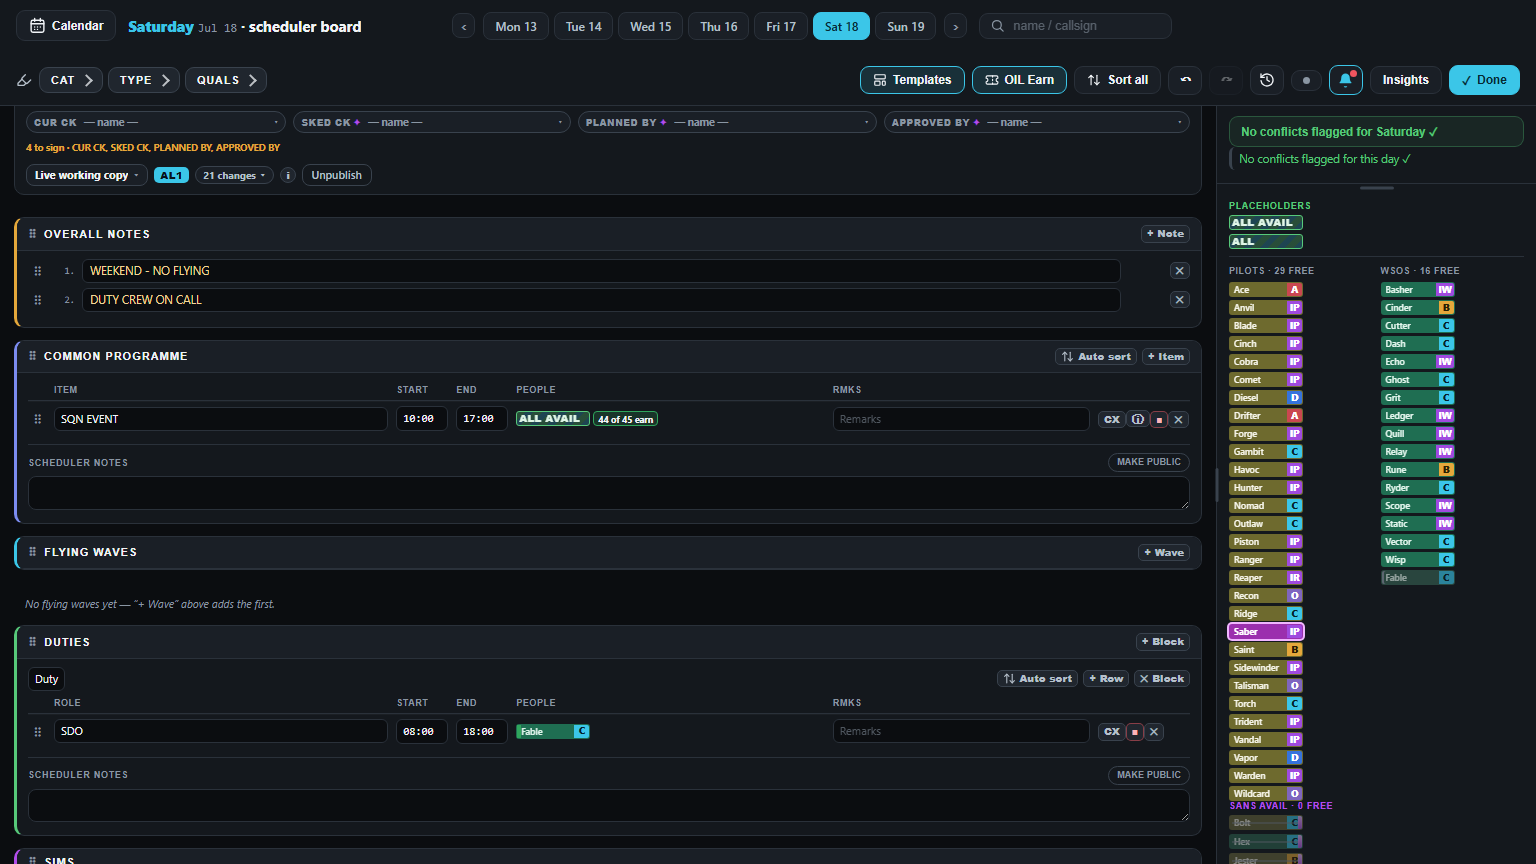 Calendar
Saturday Jul 18 · scheduler board
‹ Mon 13 Tue 14 Wed 15 Thu 16 Fri 17 Sat 18 Sun 19 ›
name / callsign
CAT TYPE QUALS
Templates OIL Earn Sort all Insights ✓ Done
CUR CK — name —
SKED CK ✦ — name —
PLANNED BY ✦ — name —
APPROVED BY ✦ — name —
4 to sign · CUR CK, SKED CK, PLANNED BY, APPROVED BY
Live working copy AL1 21 changes i Unpublish
OVERALL NOTES
+ Note
1. WEEKEND - NO FLYING ✕
2. DUTY CREW ON CALL ✕
COMMON PROGRAMME
Auto sort + Item
ITEM START END PEOPLE RMKS
SQN EVENT 10:00 17:00 ALL AVAIL 44 of 45 earn Remarks CX ✕
SCHEDULER NOTES
MAKE PUBLIC
FLYING WAVES
+ Wave
No flying waves yet — "+ Wave" above adds the first.
DUTIES
+ Block
Duty
Auto sort + Row ✕ Block
ROLE START END PEOPLE RMKS
SDO 08:00 18:00 Fable C Remarks CX ✕
SCHEDULER NOTES
MAKE PUBLIC
SIMS
No conflicts flagged for Saturday ✓
No conflicts flagged for this day ✓
PLACEHOLDERS
ALL AVAIL
ALL
PILOTS · 29 FREE
Ace A
Anvil IP
Blade IP
Cinch IP
Cobra IP
Comet IP
Diesel D
Drifter A
Forge IP
Gambit C
Havoc IP
Hunter IP
Nomad C
Outlaw C
Piston IP
Ranger IP
Reaper IR
Recon O
Ridge C
Saber IP
Saint B
Sidewinder IP
Talisman O
Torch C
Trident IP
Vandal IP
Vapor D
Warden IP
Wildcard O
WSOS · 16 FREE
Basher IW
Cinder B
Cutter C
Dash C
Echo IW
Ghost C
Grit C
Ledger IW
Quill IW
Relay IW
Rune B
Ryder C
Scope IW
Static IW
Vector C
Wisp C
Fable C
SANS AVAIL · 0 FREE
Bolt C
Hex C
Jester B